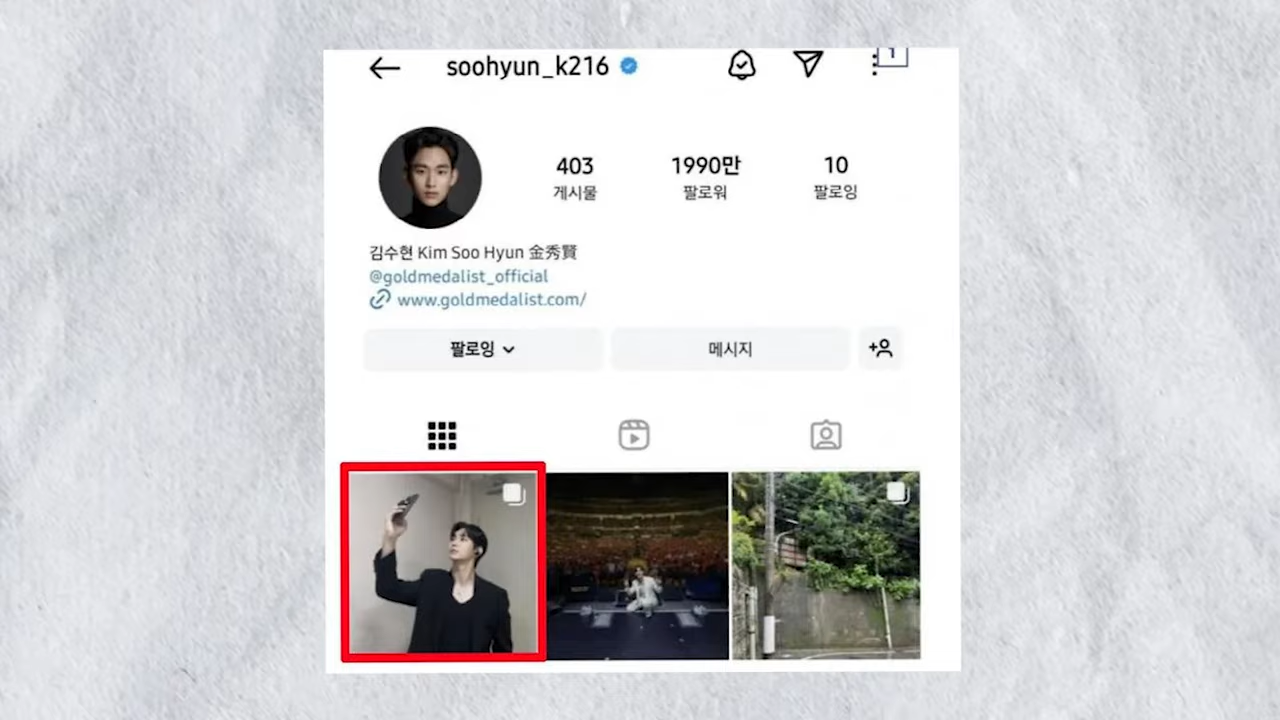 soohyun_k216
1
403
게시물
1990만
팔로워
10
팔로잉
김수현 Kim Soo Hyun 金秀賢
@goldmedalist_official
www.goldmedalist.com/
팔로잉
메시지